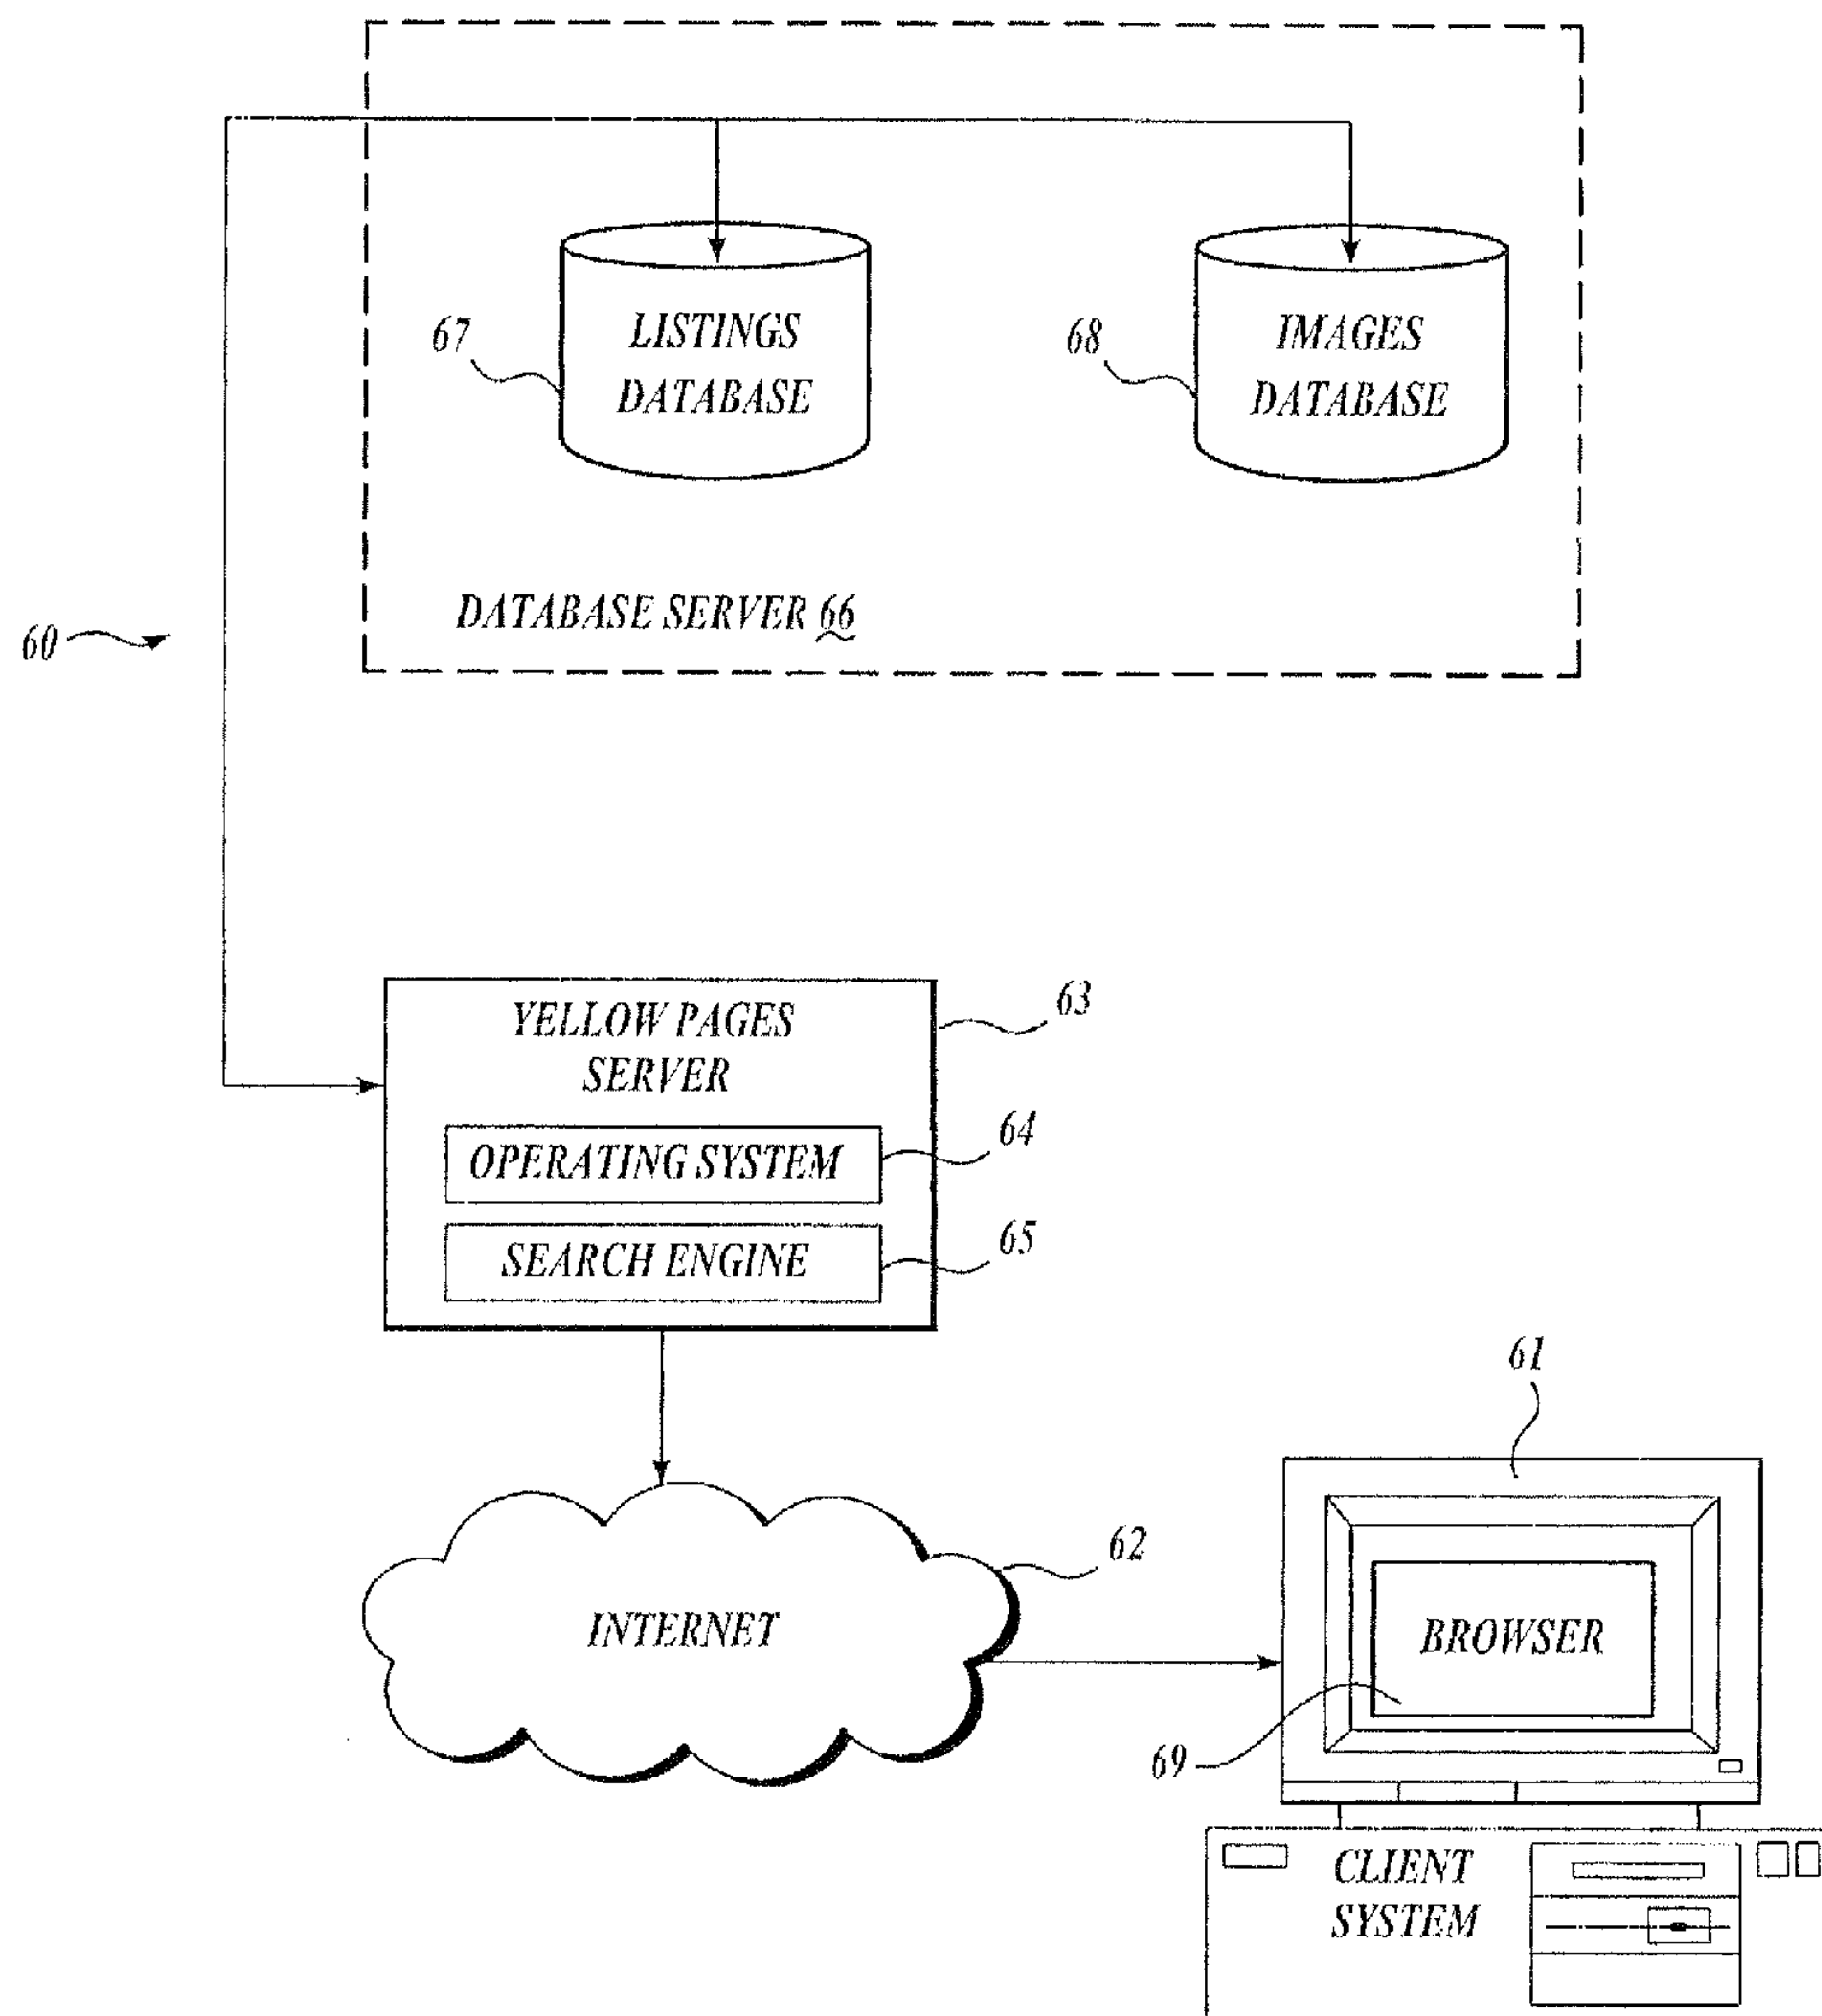 67
LISTINGS
DATABASE
68
IMAGES
DATABASE
DATABASE SERVER 66
60
YELLOW PAGES
SERVER
63
OPERATING SYSTEM
64
SEARCH ENGINE
65
61
62
INTERNET
BROWSER
69
CLIENT
SYSTEM